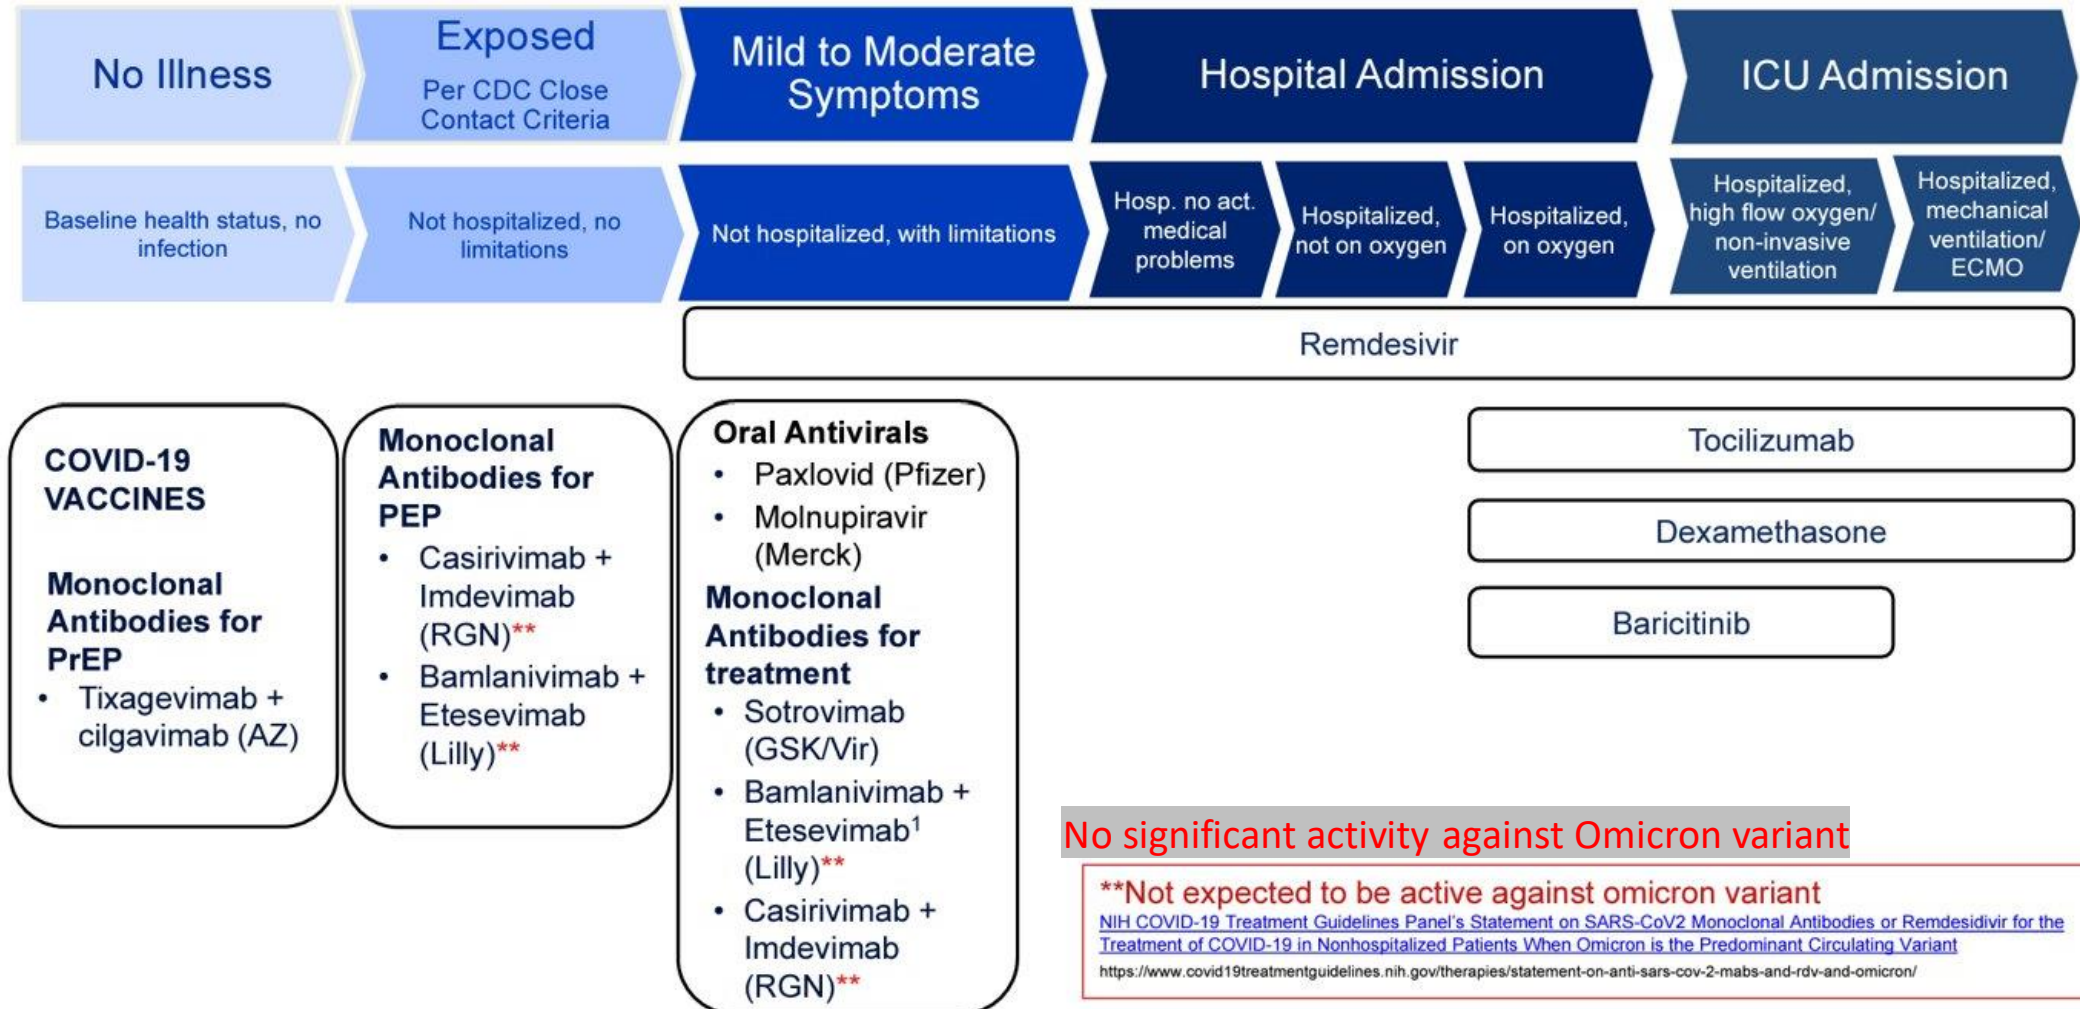 No Illness
Exposed
Per CDC Close
Contact Criteria
Mild to Moderate
Symptoms
Hospital Admission
ICU Admission
Baseline health status, no
infection
Not hospitalized, no
limitations
Not hospitalized, with limitations
Hosp. no act.
medical
problems
Hospitalized,
not on oxygen
Hospitalized,
on oxygen
Hospitalized,
high flow oxygen/
non-invasive
ventilation
Hospitalized,
mechanical
ventilation/
ECMO
Remdesivir
COVID-19
VACCINES
Monoclonal
Antibodies for
PrEP
• Tixagevimab +
cilgavimab (AZ)
Monoclonal
Antibodies for
PEP
• Casirivimab +
Imdevimab
(RGN)**
• Bamlanivimab +
Etesevimab
(Lilly)**
Oral Antivirals
• Paxlovid (Pfizer)
• Molnupiravir
(Merck)
Monoclonal
Antibodies for
treatment
• Sotrovimab
(GSK/Vir)
• Bamlanivimab +
Etesevimab¹
(Lilly)**
• Casirivimab +
Imdevimab
(RGN)**
Tocilizumab
Dexamethasone
Baricitinib
No significant activity against Omicron variant
**Not expected to be active against omicron variant
NIH COVID-19 Treatment Guidelines Panel's Statement on SARS-CoV2 Monoclonal Antibodies or Remdesidivir for the
Treatment of COVID-19 in Nonhospitalized Patients When Omicron is the Predominant Circulating Variant
https://www.covid19treatmentguidelines.nih.gov/therapies/statement-on-anti-sars-cov-2-mabs-and-rdv-and-omicron/